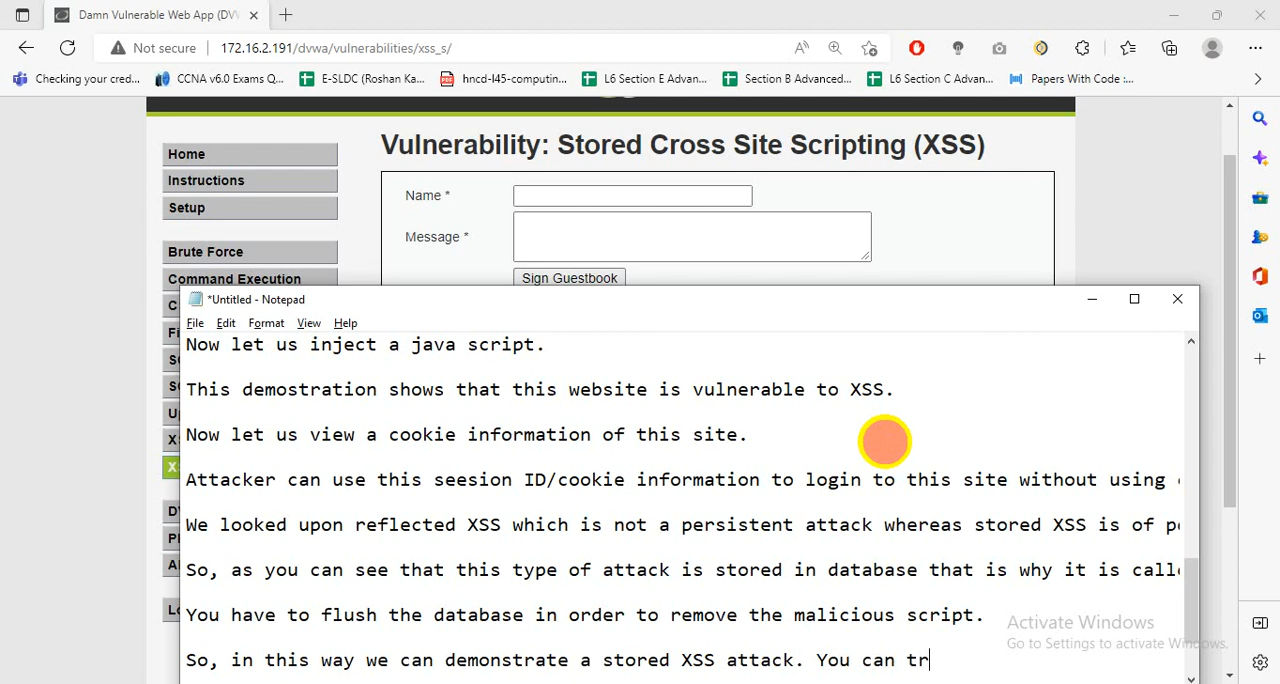 Damn Vulnerable Web App (DV
Not secure 172.16.2.191/dvwa/vulnerabilities/xss_s/
Checking your cred... CCNA v6.0 Exams Q... E-SLDC (Roshan Ka... hncd-l45-computin... L6 Section E Advan... Section B Advanced... L6 Section C Advan... Papers With Code :...
Vulnerability: Stored Cross Site Scripting (XSS)
Home
Instructions
Setup
Brute Force
Command Execution
Name *
Message *
Sign Guestbook
*Untitled - Notepad
File Edit Format View Help
Now let us inject a java script.
This demostration shows that this website is vulnerable to XSS.
Now let us view a cookie information of this site.
Attacker can use this seesion ID/cookie information to login to this site without using
We looked upon reflected XSS which is not a persistent attack whereas stored XSS is of
So, as you can see that this type of attack is stored in database that is why it is
You have to flush the database in order to remove the malicious script.
So, in this way we can demonstrate a stored XSS attack. You can tr
Activate Windows
Go to Settings to activate Windows.